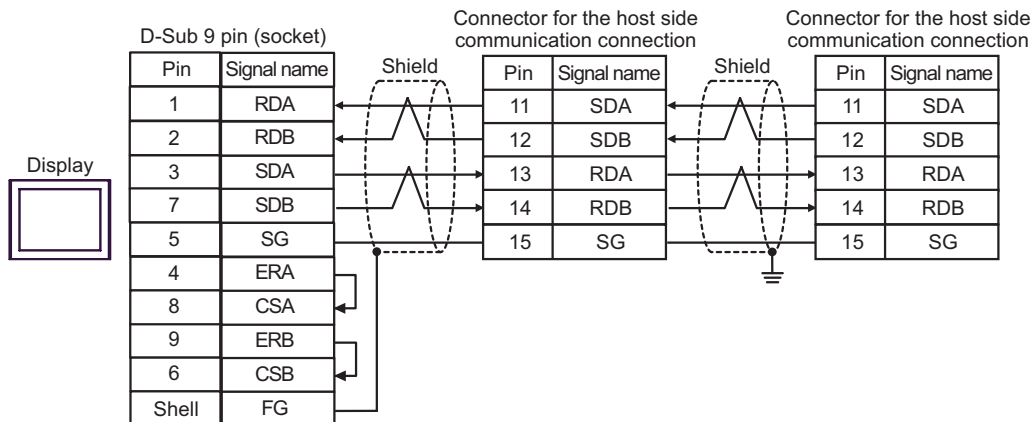 Connector for the host side communication connection
Connector for the host side communication connection
D-Sub 9 pin (socket)
Shield
Shield
Display
Pin Signal name
1 RDA
2 RDB
3 SDA
7 SDB
5 SG
4 ERA
8 CSA
9 ERB
6 CSB
Shell FG
Pin Signal name
11 SDA
12 SDB
13 RDA
14 RDB
15 SG
Pin Signal name
11 SDA
12 SDB
13 RDA
14 RDB
15 SG